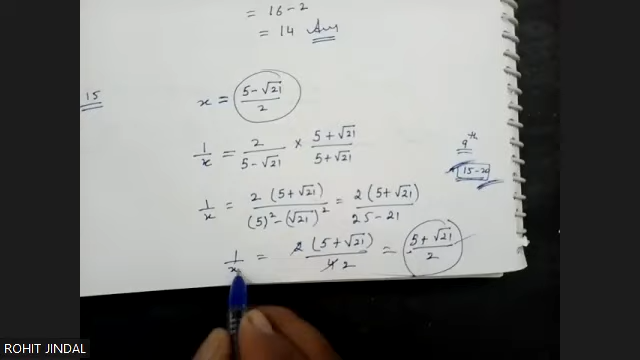 = 16 - 2
= 14 Ans
15
x = (5 - √21)/2
1/x = 2/(5 - √21) × (5 + √21)/(5 + √21)
9th
15-x
1/x = 2(5 + √21)/((5)² - (√21)²) = 2(5 + √21)/(25 - 21)
1/x = 2(5 + √21)/4 2 = (5 + √21)/2
ROHIT JINDAL